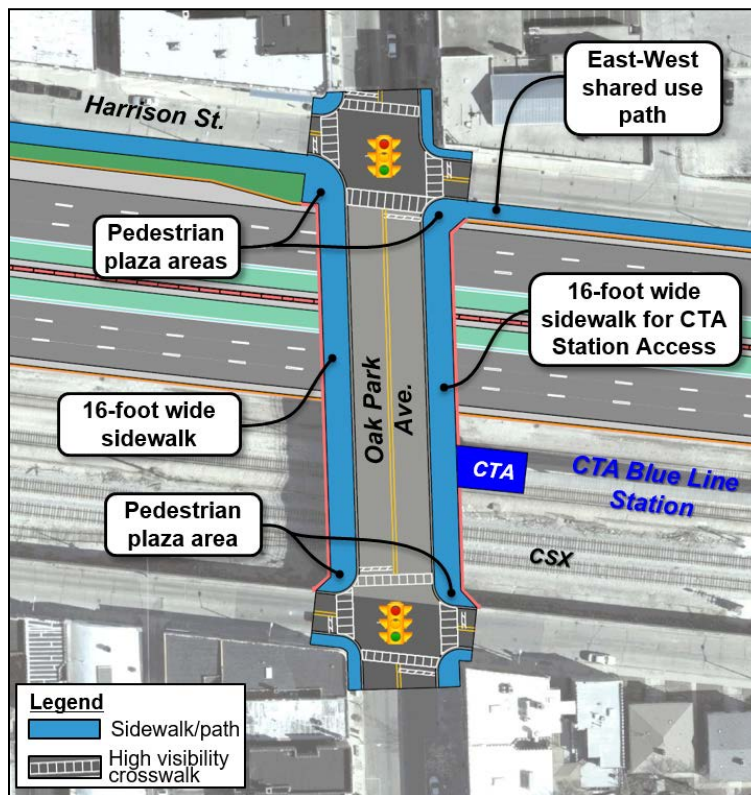 East-West
shared use
path
Harrison St.
Pedestrian
plaza areas
16-foot wide
sidewalk for CTA
Station Access
16-foot wide
sidewalk
Oak Park
Ave.
CTA
CTA Blue Line
Station
Pedestrian
plaza area
CSX
Legend
Sidewalk/path
High visibility
crosswalk